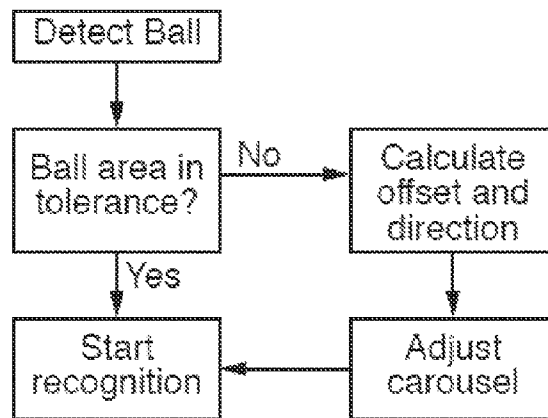 Detect Ball
Ball area in
tolerance?
No
Calculate
offset and
direction
Yes
Start
recognition
Adjust
carousel